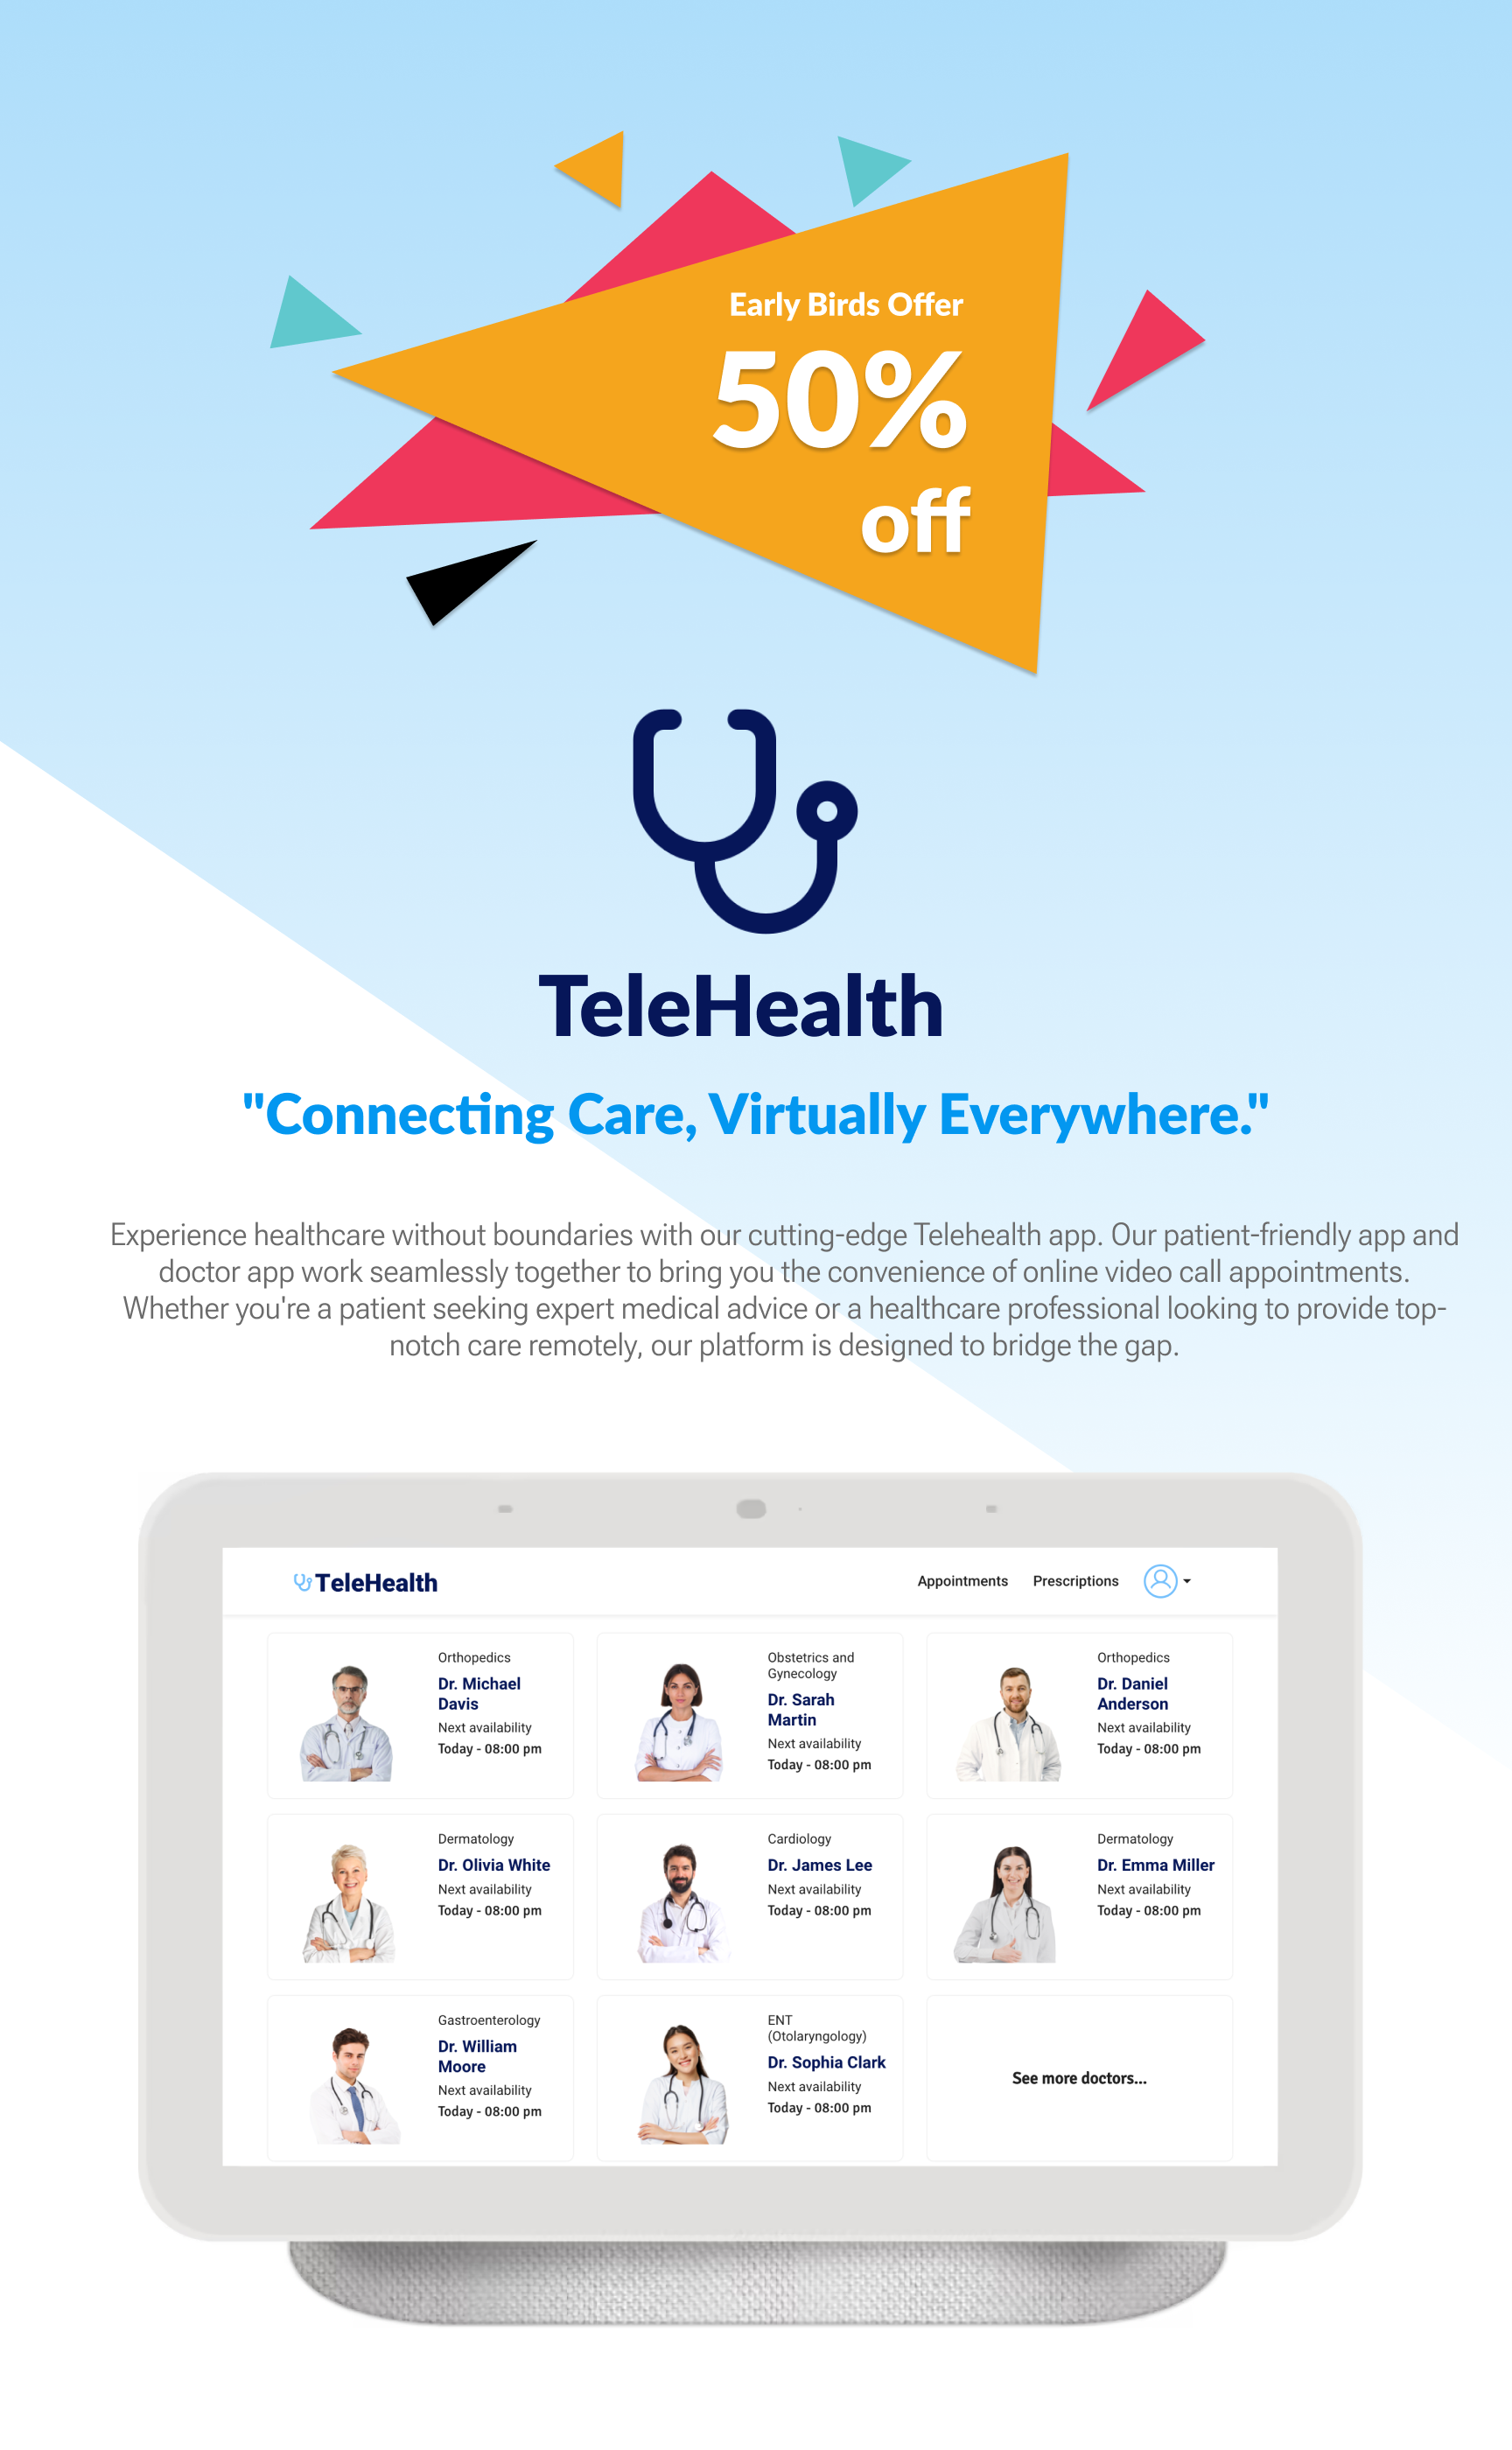 Early Birds Offer
50%
off
TeleHealth
"Connecting Care, Virtually Everywhere."
Experience healthcare without boundaries with our cutting-edge Telehealth app. Our patient-friendly app and
doctor app work seamlessly together to bring you the convenience of online video call appointments.
Whether you're a patient seeking expert medical advice or a healthcare professional looking to provide top-
notch care remotely, our platform is designed to bridge the gap.
TeleHealth
Appointments
Prescriptions
Orthopedics
Dr. Michael
Davis
Next availability
Today - 08:00 pm
Obstetrics and
Gynecology
Dr. Sarah
Martin
Next availability
Today - 08:00 pm
Orthopedics
Dr. Daniel
Anderson
Next availability
Today - 08:00 pm
Dermatology
Dr. Olivia White
Next availability
Today - 08:00 pm
Cardiology
Dr. James Lee
Next availability
Today - 08:00 pm
Dermatology
Dr. Emma Miller
Next availability
Today - 08:00 pm
Gastroenterology
Dr. William
Moore
Next availability
Today - 08:00 pm
ENT
(Otolaryngology)
Dr. Sophia Clark
Next availability
Today - 08:00 pm
See more doctors...